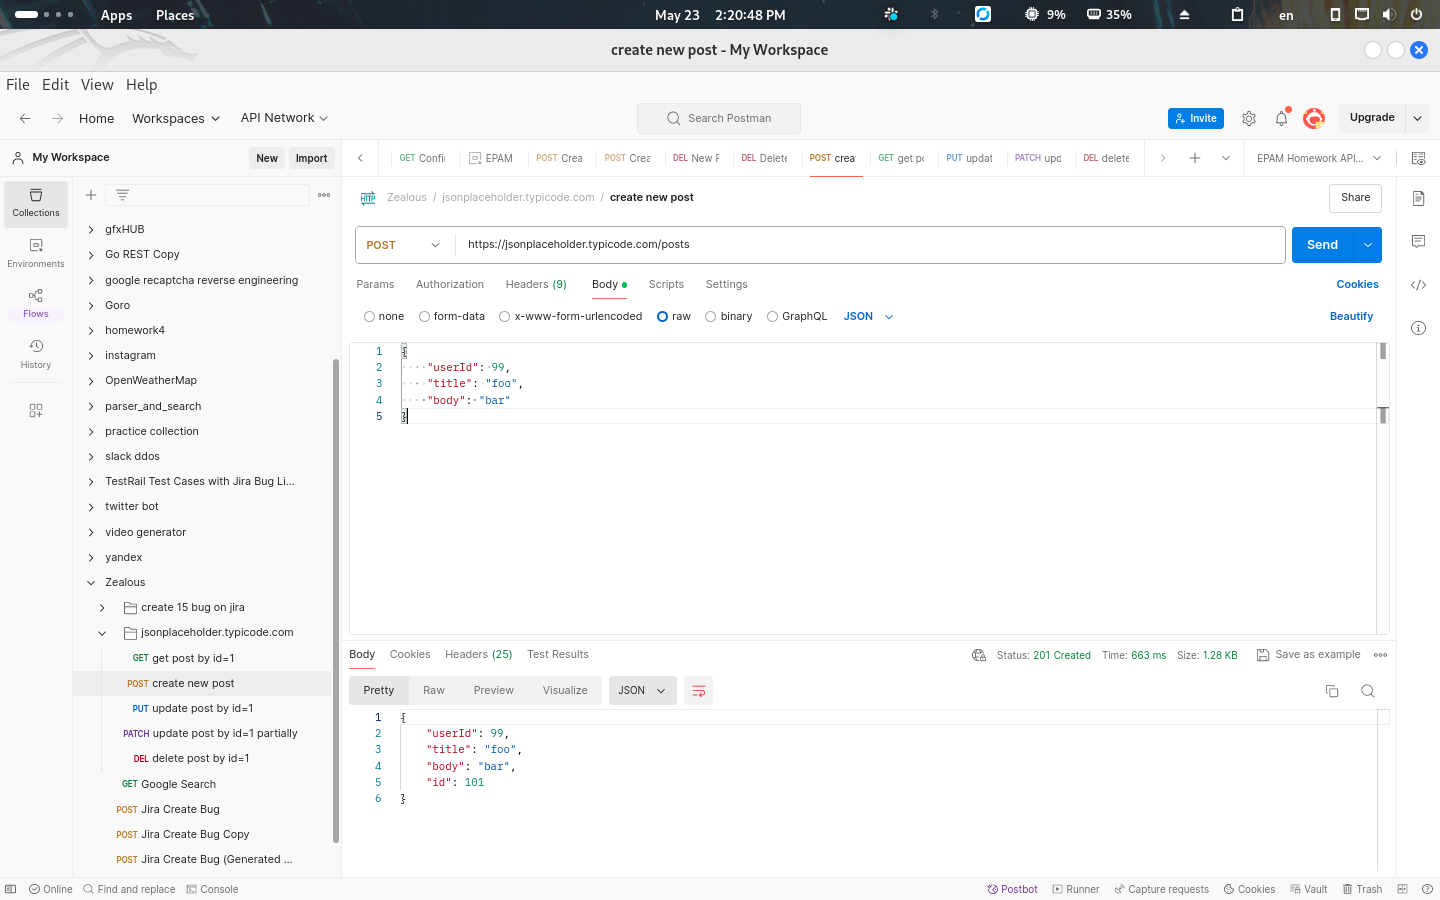 Apps Places May 23 2:20:48 PM 9% 35% en
create new post - My Workspace
File Edit View Help
Home Workspaces API Network Search Postman Invite Upgrade
My Workspace New Import
GET Confi EPAM POST Crea POST Crea DEL New F DEL Delete POST crea GET get po PUT updat PATCH upd DEL delete EPAM Homework API...
Collections
Environments
Flows
History
gfxHUB
Go REST Copy
google recaptcha reverse engineering
Goro
homework4
instagram
OpenWeatherMap
parser_and_search
practice collection
slack ddos
TestRail Test Cases with Jira Bug Li...
twitter bot
video generator
yandex
Zealous
create 15 bug on jira
jsonplaceholder.typicode.com
GET get post by id=1
POST create new post
PUT update post by id=1
PATCH update post by id=1 partially
DEL delete post by id=1
GET Google Search
POST Jira Create Bug
POST Jira Create Bug Copy
POST Jira Create Bug (Generated ...
HTTP Zealous / jsonplaceholder.typicode.com / create new post Share
POST https://jsonplaceholder.typicode.com/posts Send
Params Authorization Headers (9) Body Scripts Settings Cookies
none form-data x-www-form-urlencoded raw binary GraphQL JSON Beautify
1 {
2 "userId": 99,
3 "title": "foo",
4 "body": "bar"
5 }
Body Cookies Headers (25) Test Results Status: 201 Created Time: 663 ms Size: 1.28 KB Save as example
Pretty Raw Preview Visualize JSON
1 {
2 "userId": 99,
3 "title": "foo",
4 "body": "bar",
5 "id": 101
6 }
Online Find and replace Console Postbot Runner Capture requests Cookies Vault Trash